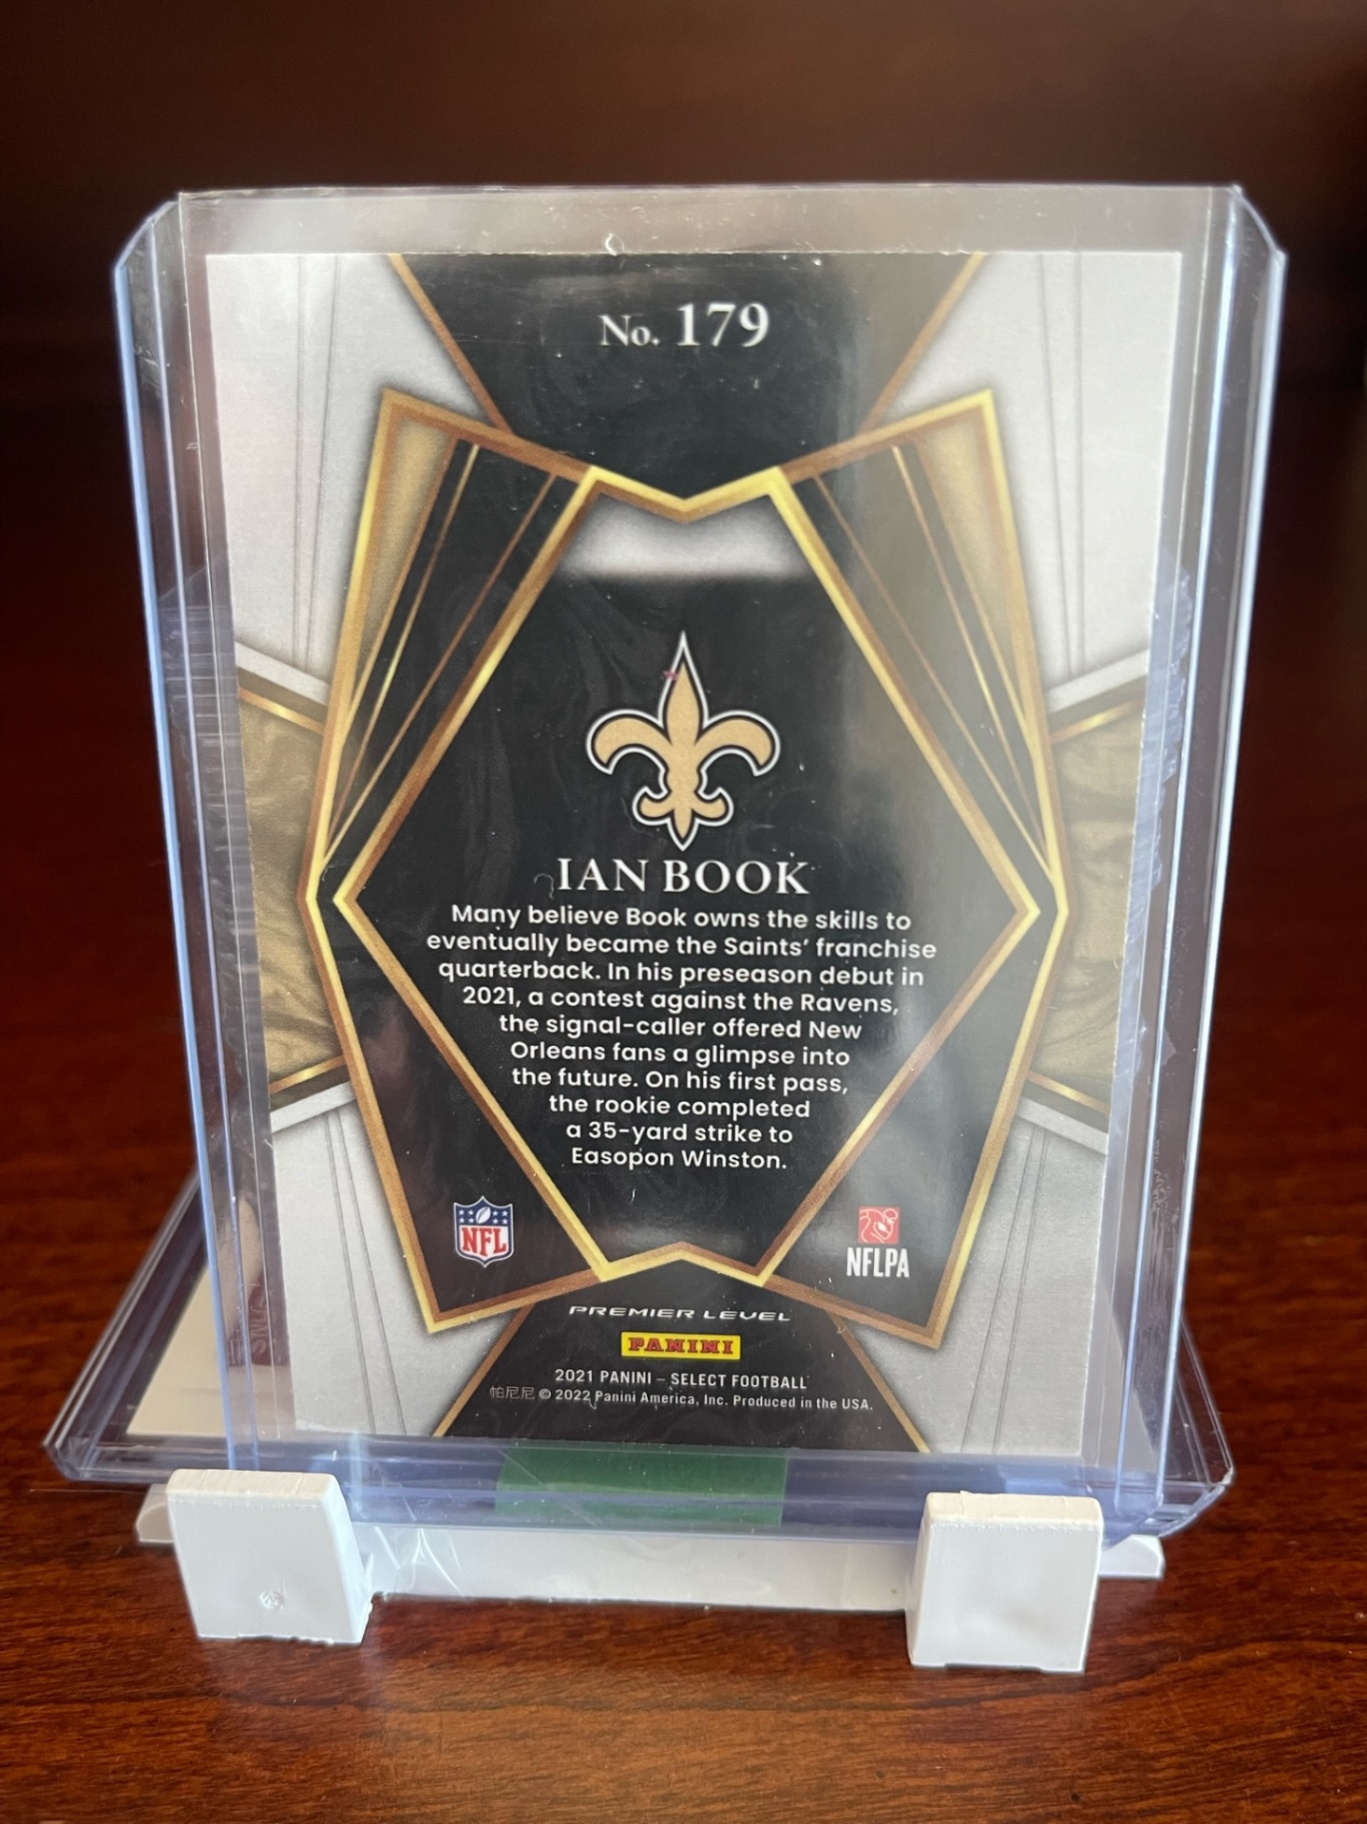 No. 179
IAN BOOK
Many believe Book owns the skills to
eventually became the Saints’ franchise
quarterback. In his preseason debut in
2021, a contest against the Ravens,
the signal-caller offered New
Orleans fans a glimpse into
the future. On his first pass,
the rookie completed
a 35-yard strike to
Easopon Winston.
NFL
NFLPA
PREMIER LEVEL
PANINI
2021 PANINI – SELECT FOOTBALL
帕尼尼 © 2022 Panini America, Inc. Produced in the USA.